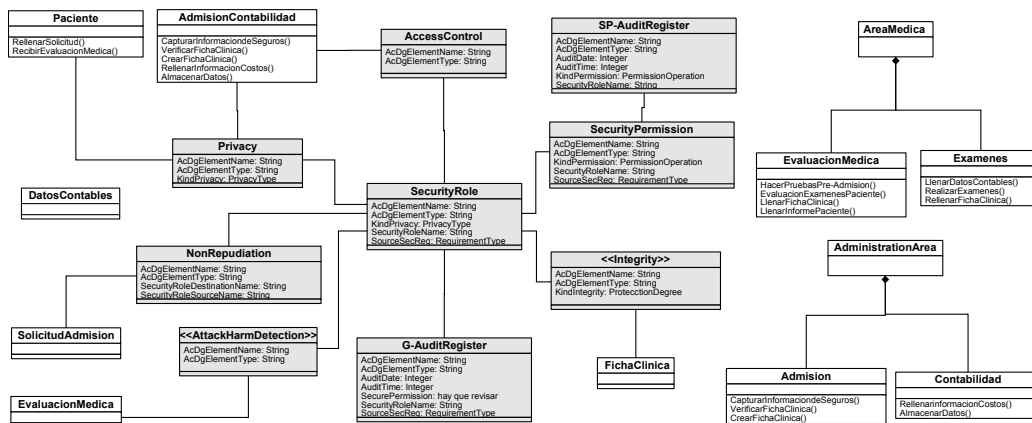 Paciente
RellenarSolicitud()
RecibirEvaluacionMedica()
AdmisionContabilidad
CapturarInformaciondeSeguros()
VerificarFichaClinica()
CrearFichaClinica()
RellenarInformacionCostos()
AlmacenarDatos()
AccessControl
AcDgElementName: String
AcDgElementType: String
SP-AuditRegister
AcDgElementName: String
AcDgElementType: String
AuditDate: Integer
AuditTime: Integer
KindPermission: PermissionOperation
SecurityRoleName: String
AreaMedica
Privacy
AcDgElementName: String
AcDgElementType: String
KindPrivacy: PrivacyType
SecurityPermission
AcDgElementName: String
AcDgElementType: String
KindPermission: PermissionOperation
SecurityRoleName: String
SourceSecReq: RequirementType
EvaluacionMedica
HacerPruebasPre-Admision()
EvaluacionExamenesPaciente()
LlenarFichaClinica()
LlenarInformePaciente()
Examenes
LlenarDatosContables()
RealizarExamenes()
RellenarFichaClinica()
DatosContables
SecurityRole
AcDgElementName: String
AcDgElementType: String
KindPrivacy: PrivacyType
SecurityRoleName: String
SourceSecReq: RequirementType
NonRepudiation
AcDgElementName: String
AcDgElementType: String
SecurityRoleDestinationName: String
SecurityRoleSourceName: String
<<Integrity>>
AcDgElementName: String
AcDgElementType: String
KindIntegrity: ProtecctionDegree
AdministrationArea
SolicitudAdmision
<<AttackHarmDetection>>
AcDgElementName: String
AcDgElementType: String
G-AuditRegister
AcDgElementName: String
AcDgElementType: String
AuditDate: Integer
AuditTime: Integer
SecurePermission: hay que revisar
SecurityRoleName: String
SourceSecReq: RequirementType
FichaClinica
EvaluacionMedica
Admision
CapturarInformaciondeSeguros()
VerificarFichaClinica()
CrearFichaClinica()
Contabilidad
RellenarinformacionCostos()
AlmacenarDatos()